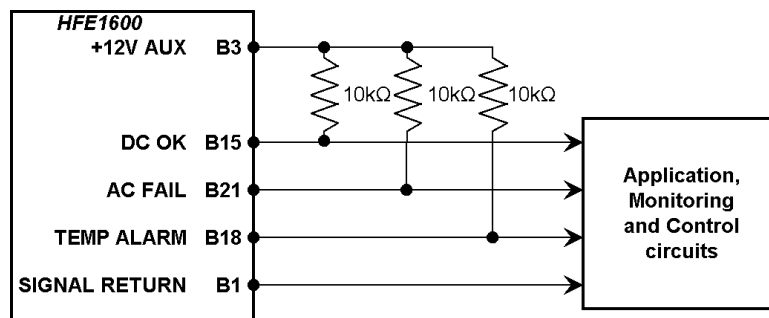 HFE1600
+12V AUX B3
10kΩ 10kΩ 10kΩ
DC OK B15
AC FAIL B21
TEMP ALARM B18
SIGNAL RETURN B1
Application,
Monitoring
and Control
circuits